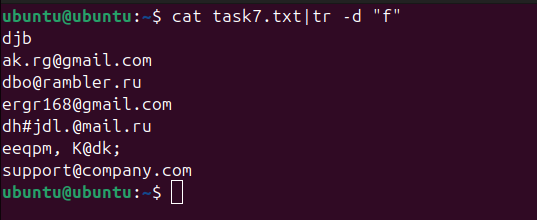 ubuntu@ubuntu:~$ cat task7.txt|tr -d "f"
djb
ak.rg@gmail.com
dbo@rambler.ru
ergr168@gmail.com
dh#jdl.@mail.ru
eeqpm, K@dk;
support@company.com
ubuntu@ubuntu:~$